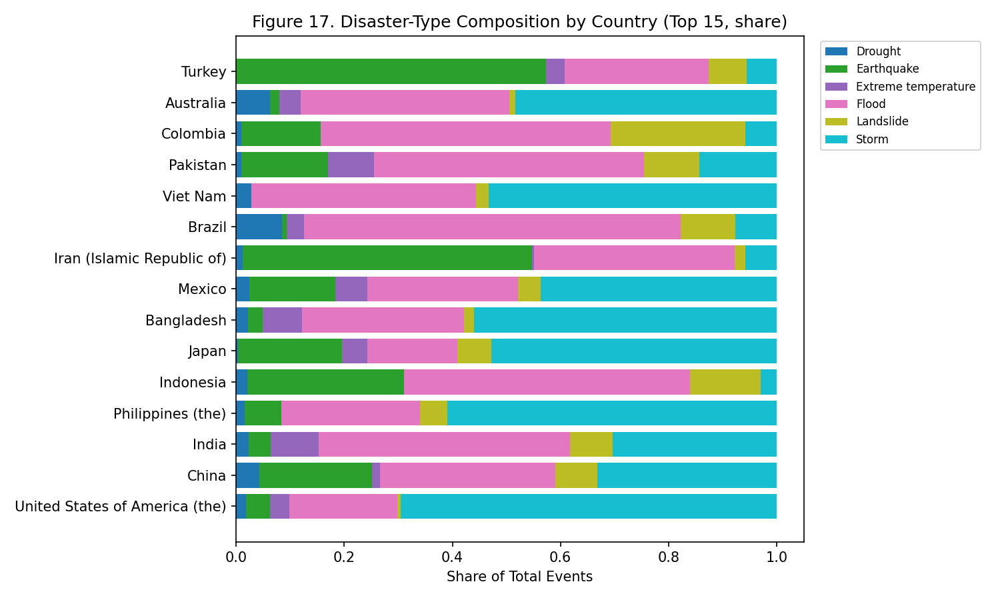 Figure 17. Disaster-Type Composition by Country (Top 15, share)
Drought
Earthquake
Extreme temperature
Flood
Landslide
Storm
Turkey
Australia
Colombia
Pakistan
Viet Nam
Brazil
Iran (Islamic Republic of)
Mexico
Bangladesh
Japan
Indonesia
Philippines (the)
India
China
United States of America (the)
0.0 0.2 0.4 0.6 0.8 1.0
Share of Total Events